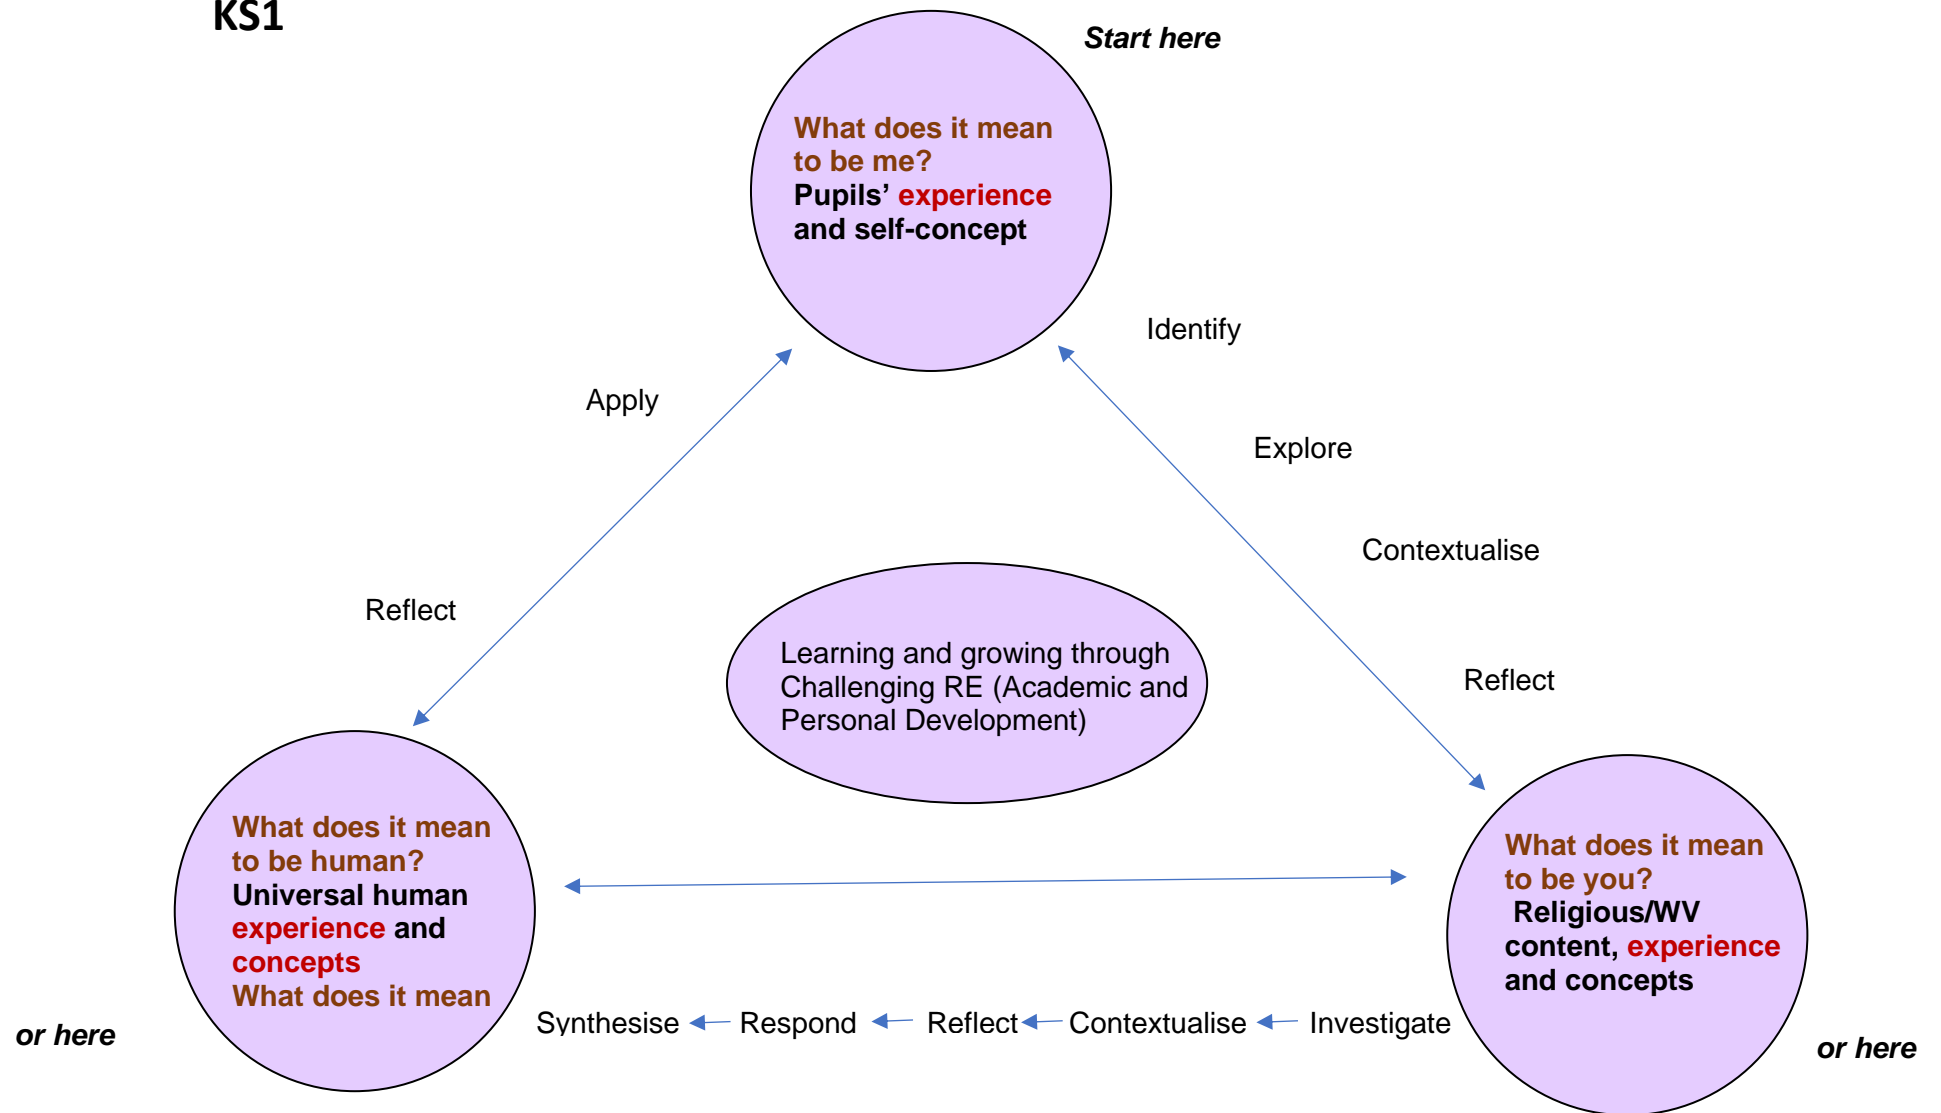 KS1
Start here
What does it mean
to be me?
Pupils’ experience
and self-concept
Identify
Apply
Explore
Contextualise
Reflect
Learning and growing through
Challenging RE (Academic and
Personal Development)
Reflect
What does it mean
to be human?
Universal human
experience and
concepts
What does it mean
What does it mean
to be you?
Religious/WV
content, experience
and concepts
Synthesise Respond Reflect Contextualise Investigate
or here
or here